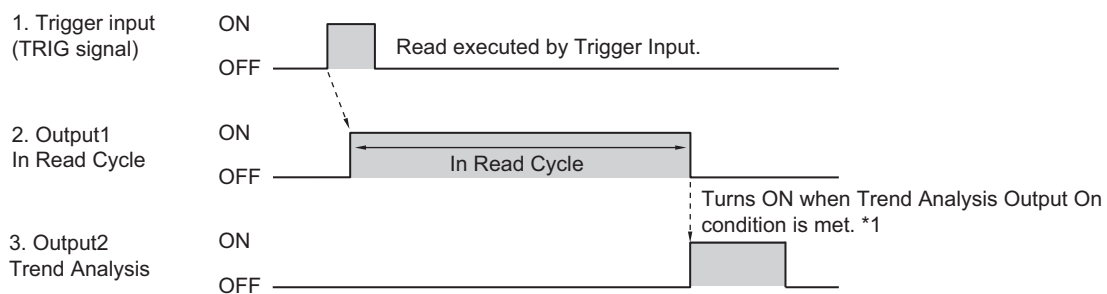 1. Trigger input
(TRIG signal)
ON
OFF
Read executed by Trigger Input.
2. Output1
In Read Cycle
ON
OFF
In Read Cycle
Turns ON when Trend Analysis Output On
condition is met. *1
3. Output2
Trend Analysis
ON
OFF